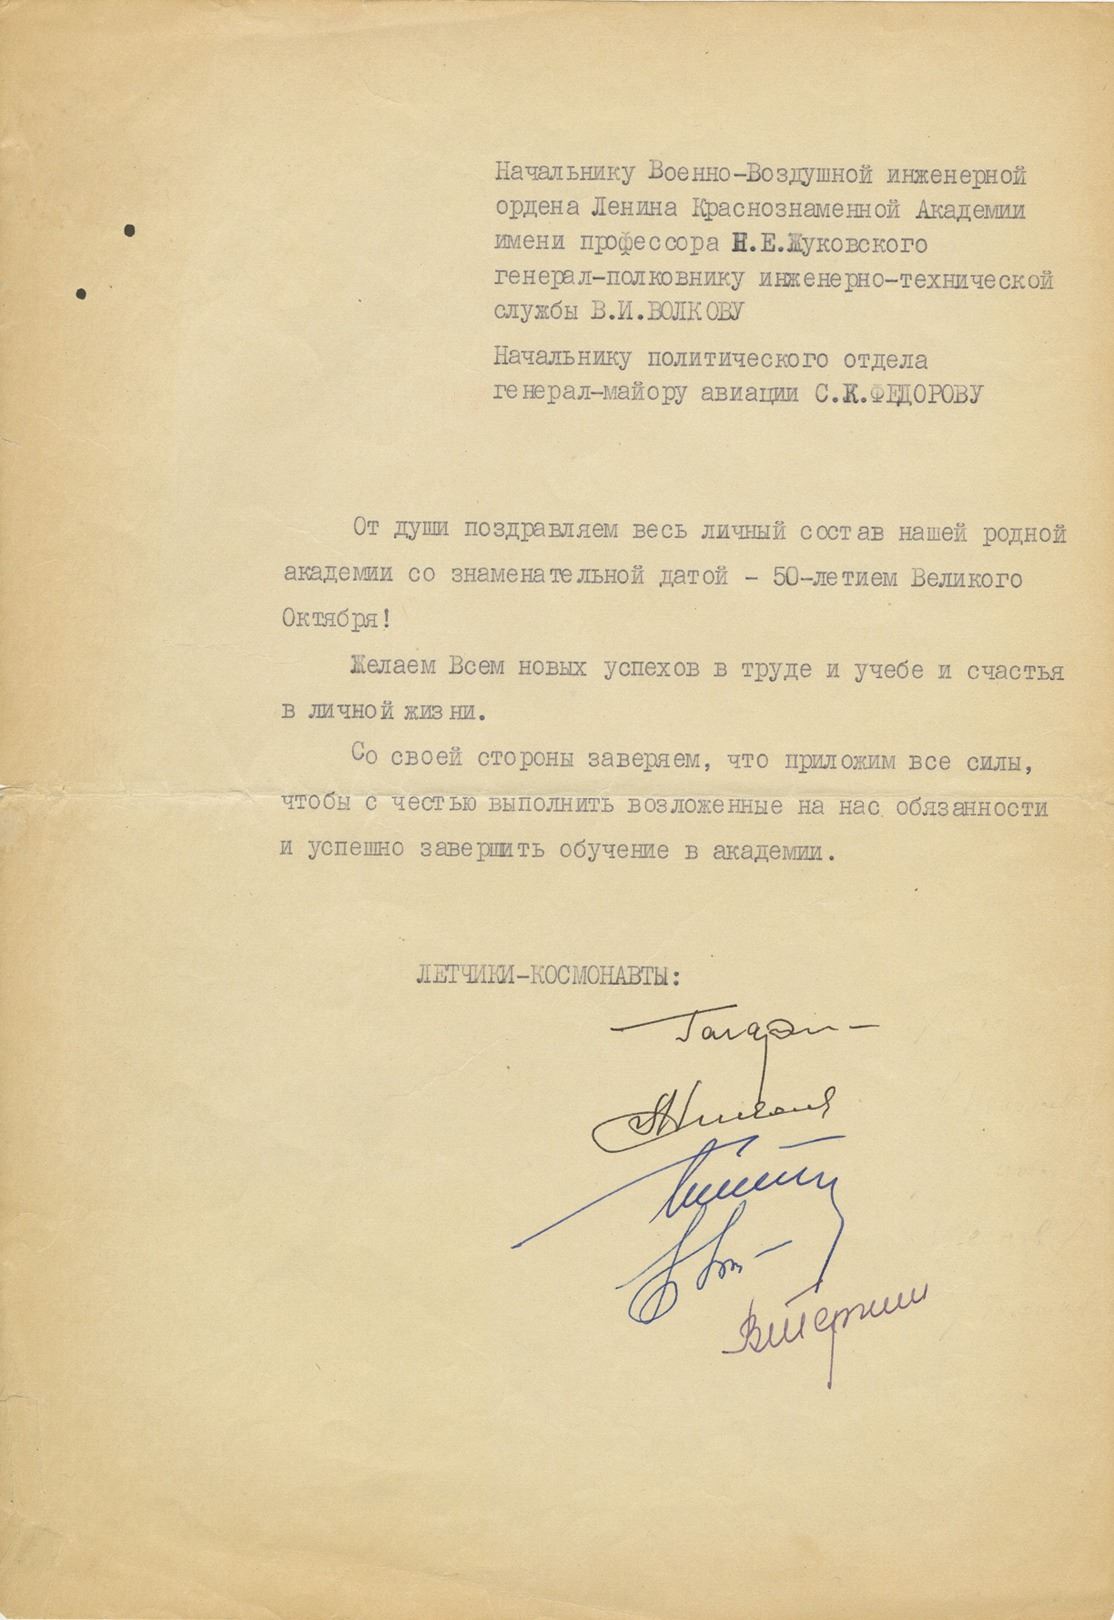 Начальнику Военно-Воздушной инженерной
ордена Ленина Краснознаменной Академии
имени профессора Н.Е.Жуковского
генерал-полковнику инженерно-технической
службы В.И.ВОЛКОВУ
Начальнику политического отдела
генерал-майору авиации С.К.ФЕДОРОВУ
От души поздравляем весь личный состав нашей родной
академии со знаменательной датой - 50-летием Великого
Октября!
Желаем Всем новых успехов в труде и учебе и счастья
в личной жизни.
Со своей стороны заверяем, что приложим все силы,
чтобы с честью выполнить возложенные на нас обязанности
и успешно завершить обучение в академии.
ЛЕТЧИКИ-КОСМОНАВТЫ: